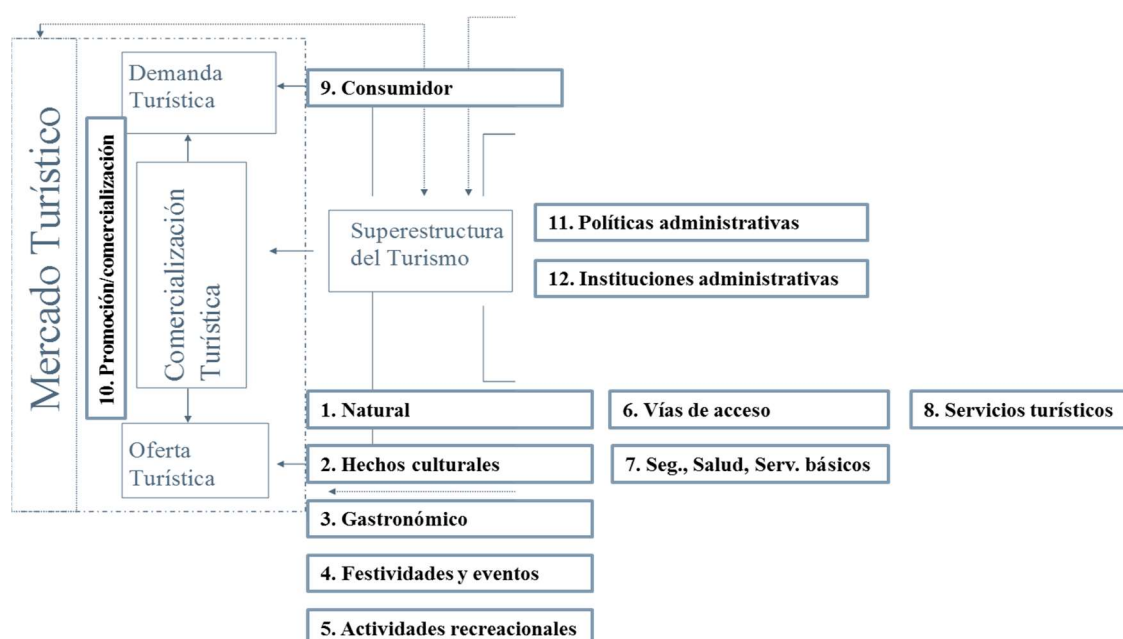 Mercado Turístico
Demanda
Turística
9. Consumidor
10. Promoción/comercialización
Comercialización
Turística
Superestructura
del Turismo
11. Políticas administrativas
12. Instituciones administrativas
Oferta
Turística
1. Natural
6. Vías de acceso
8. Servicios turísticos
2. Hechos culturales
7. Seg., Salud, Serv. básicos
3. Gastronómico
4. Festividades y eventos
5. Actividades recreacionales